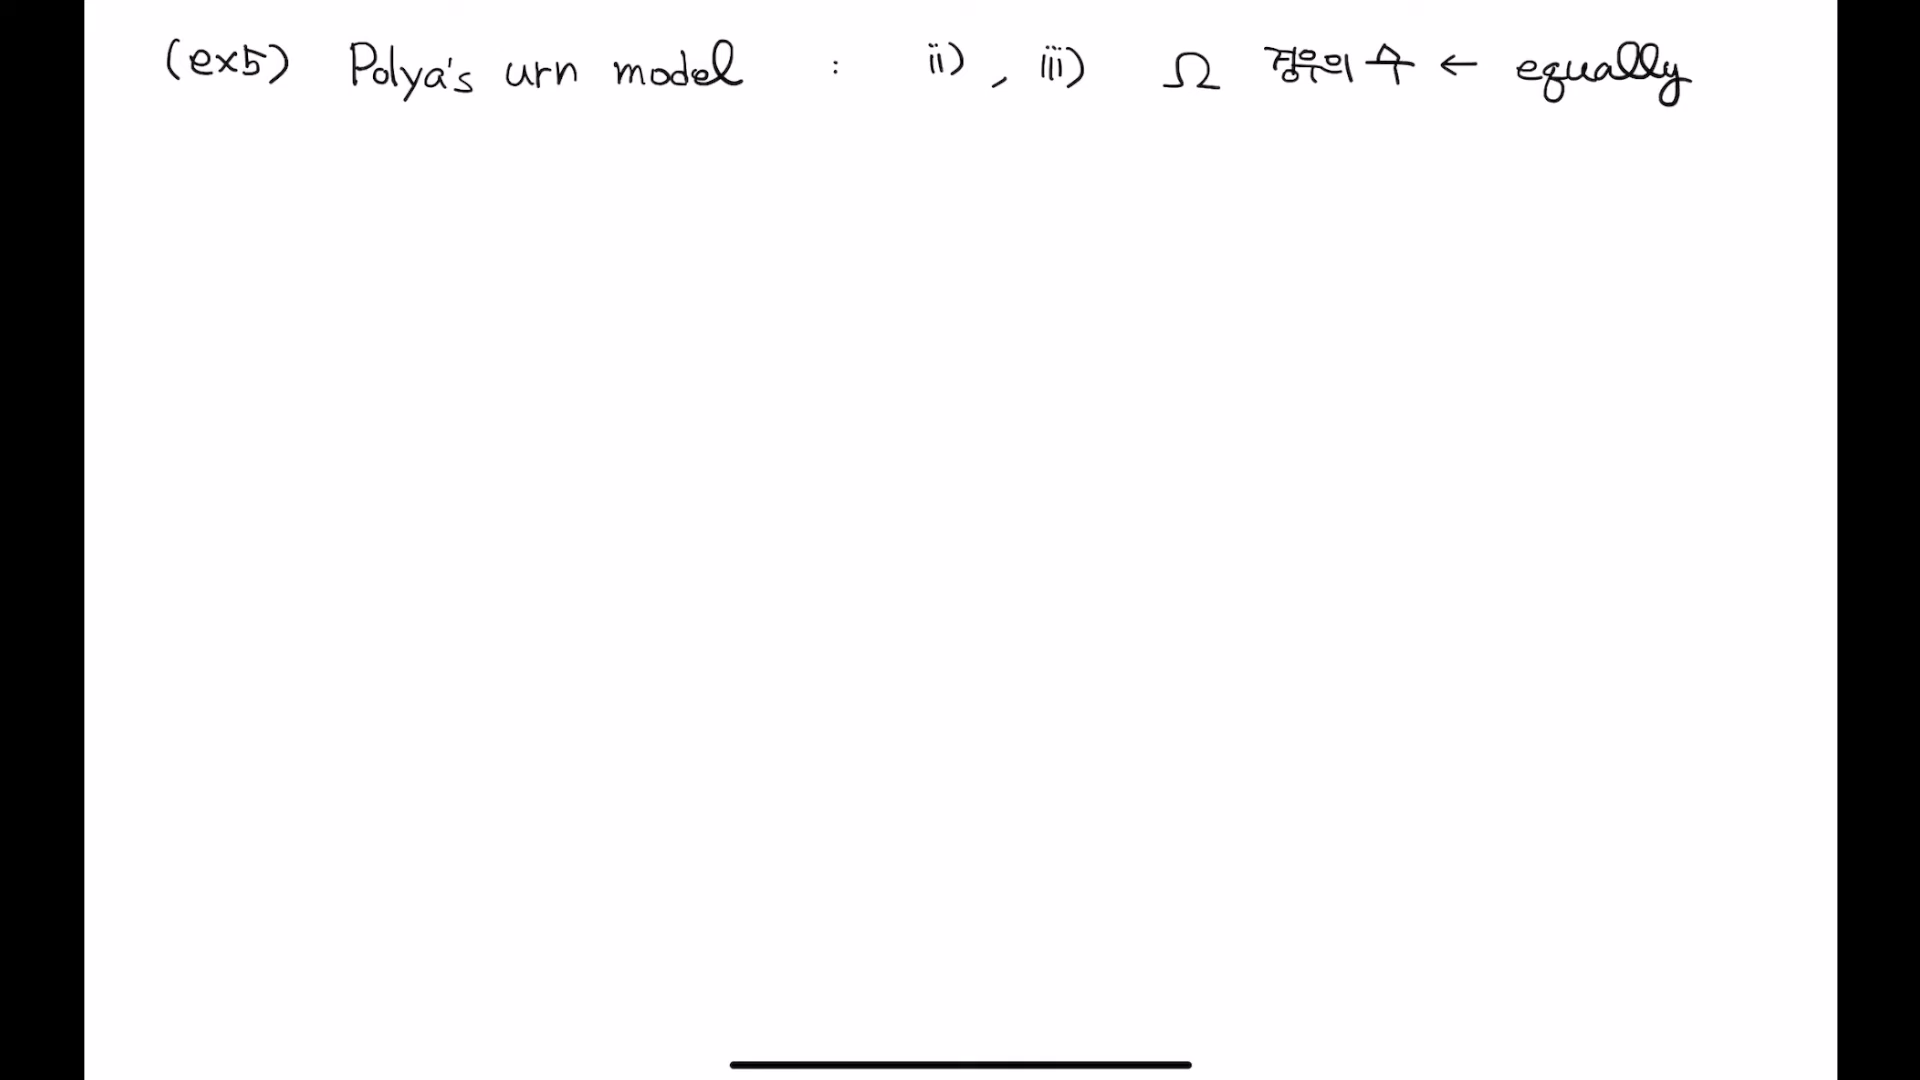 (ex5) Polya's urn model : ii) , iii) Ω 경우의 수 ← equally